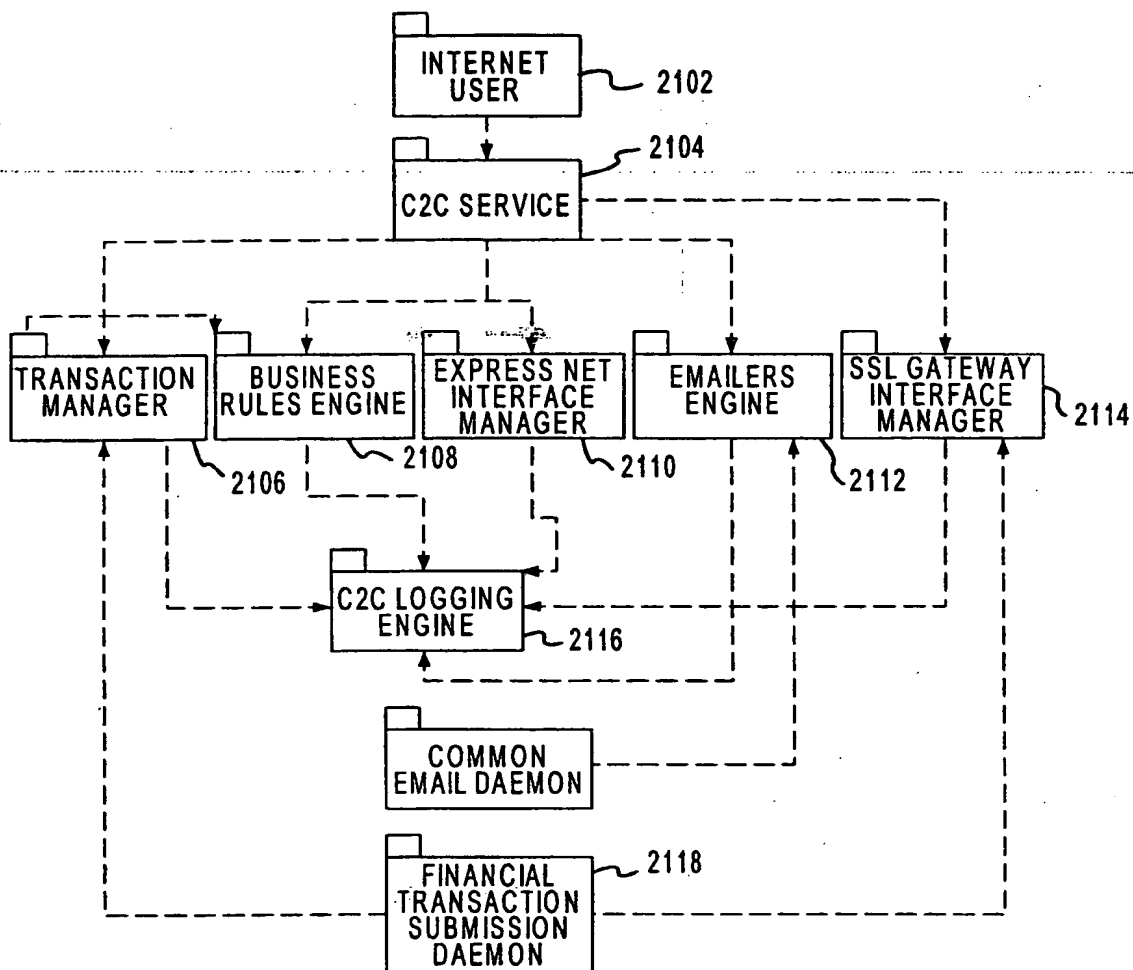 INTERNET
USER
2102
2104
C2C SERVICE
TRANSACTION
MANAGER
2106
BUSINESS
RULES ENGINE
2108
EXPRESS NET
INTERFACE
MANAGER
2110
EMAILERS
ENGINE
2112
SSL GATEWAY
INTERFACE
MANAGER
2114
C2C LOGGING
ENGINE
2116
COMMON
EMAIL DAEMON
2118
FINANCIAL
TRANSACTION
SUBMISSION
DAEMON